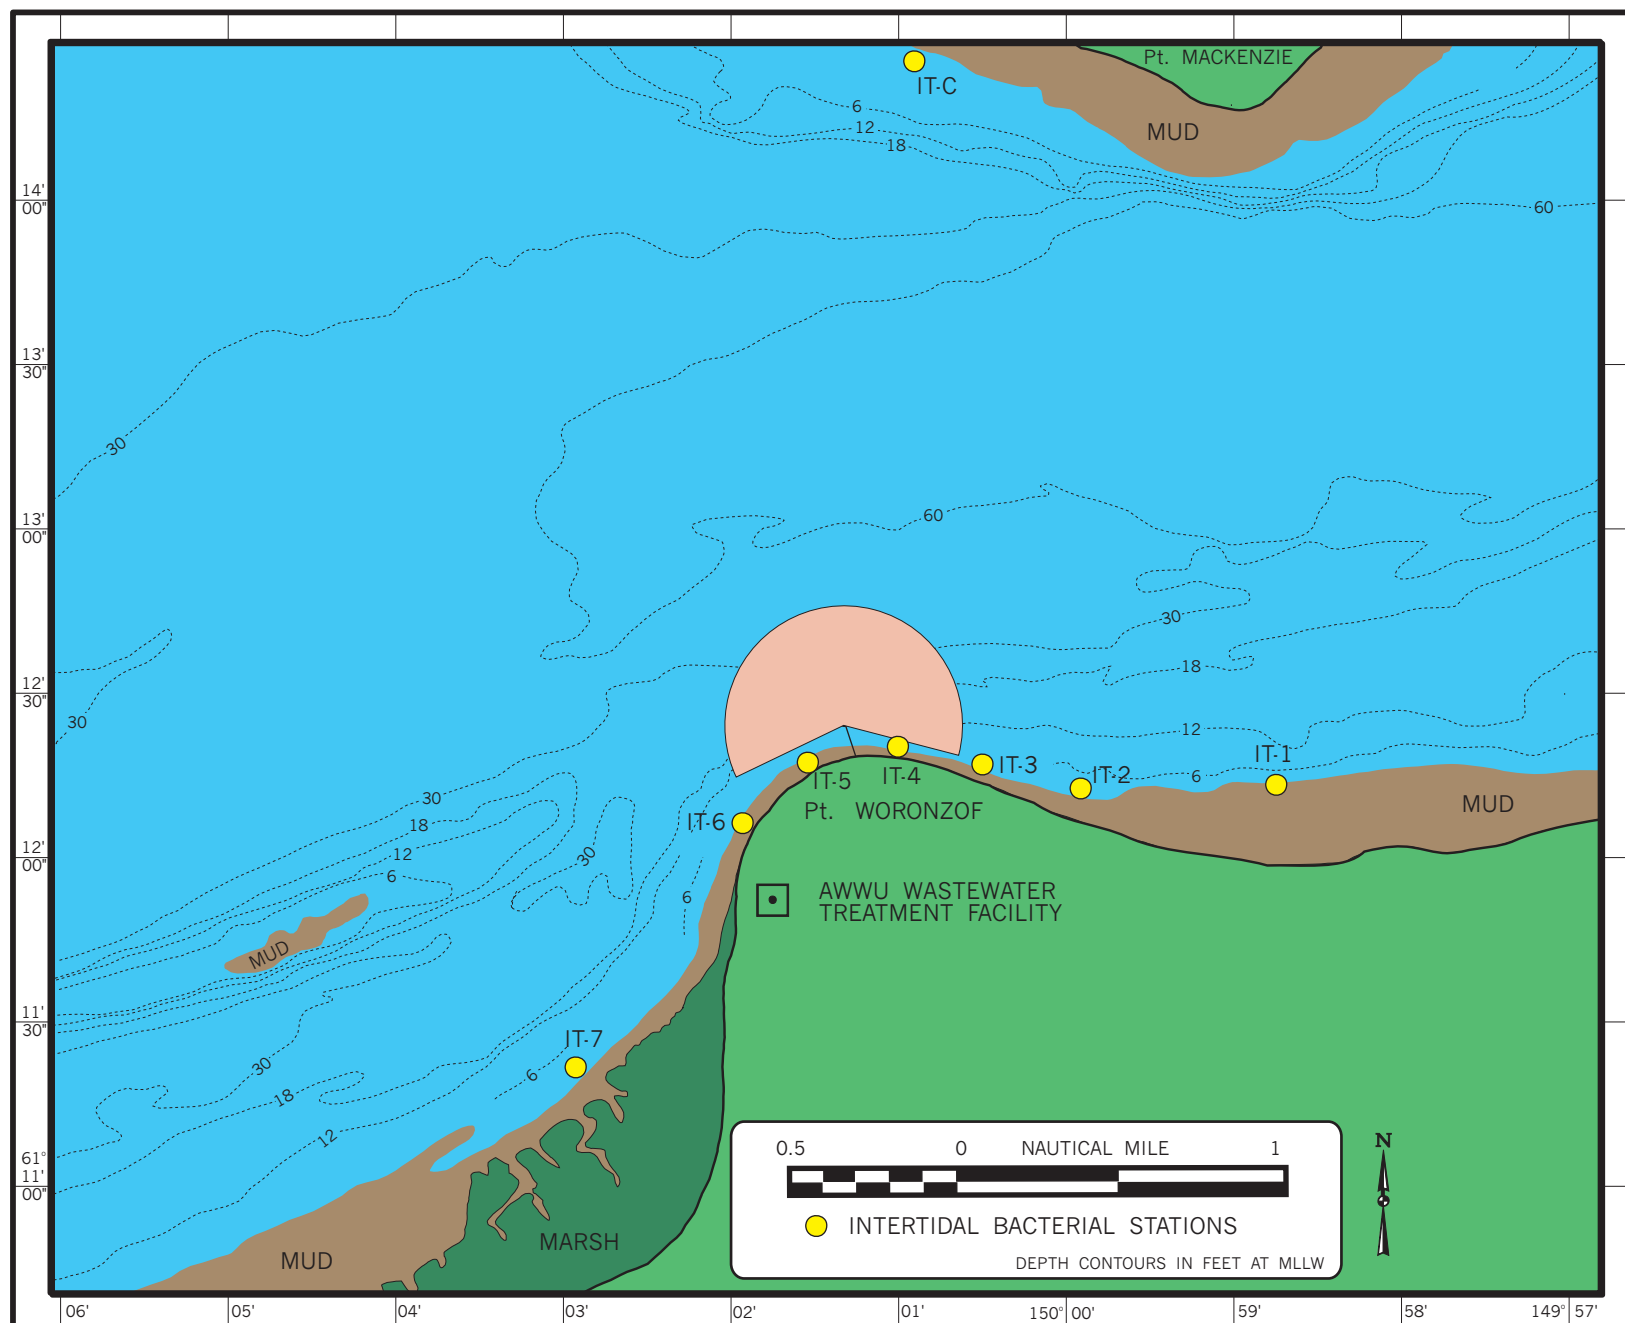 Pt. MACKENZIE
IT-C
6
12
18
MUD
14'
00"
60
13'
30"
30
13'
00"
60
30
18
12'
30"
30
12
IT-1
IT-3
IT-2
6
IT-4
IT-5
MUD
30
Pt. WORONZOF
IT-6
18
12'
00"
12
30
6
6
AWWU WASTEWATER
TREATMENT FACILITY
MUD
11'
30"
IT-7
30
6
18
12
0.5 0 NAUTICAL MILE 1
N
61°
11'
00"
INTERTIDAL BACTERIAL STATIONS
MARSH
MUD
DEPTH CONTOURS IN FEET AT MLLW
06' 05' 04' 03' 02' 01' 150° 00' 59' 58' 149° 57'